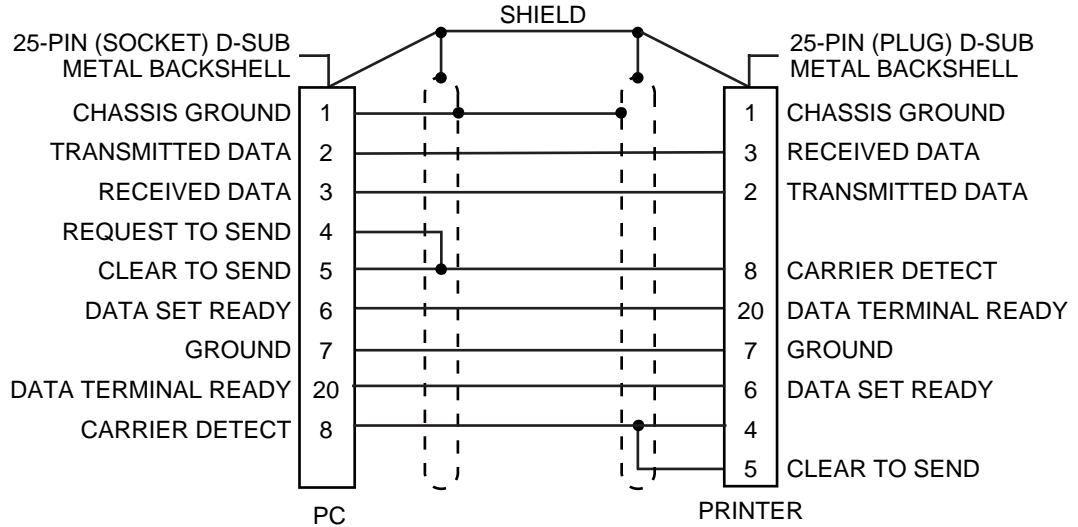 SHIELD
25-PIN (SOCKET) D-SUB
METAL BACKSHELL
25-PIN (PLUG) D-SUB
METAL BACKSHELL
CHASSIS GROUND 1 1 CHASSIS GROUND
TRANSMITTED DATA 2 3 RECEIVED DATA
RECEIVED DATA 3 2 TRANSMITTED DATA
REQUEST TO SEND 4
CLEAR TO SEND 5 8 CARRIER DETECT
DATA SET READY 6 20 DATA TERMINAL READY
GROUND 7 7 GROUND
DATA TERMINAL READY 20 6 DATA SET READY
CARRIER DETECT 8 4
5 CLEAR TO SEND
PC PRINTER